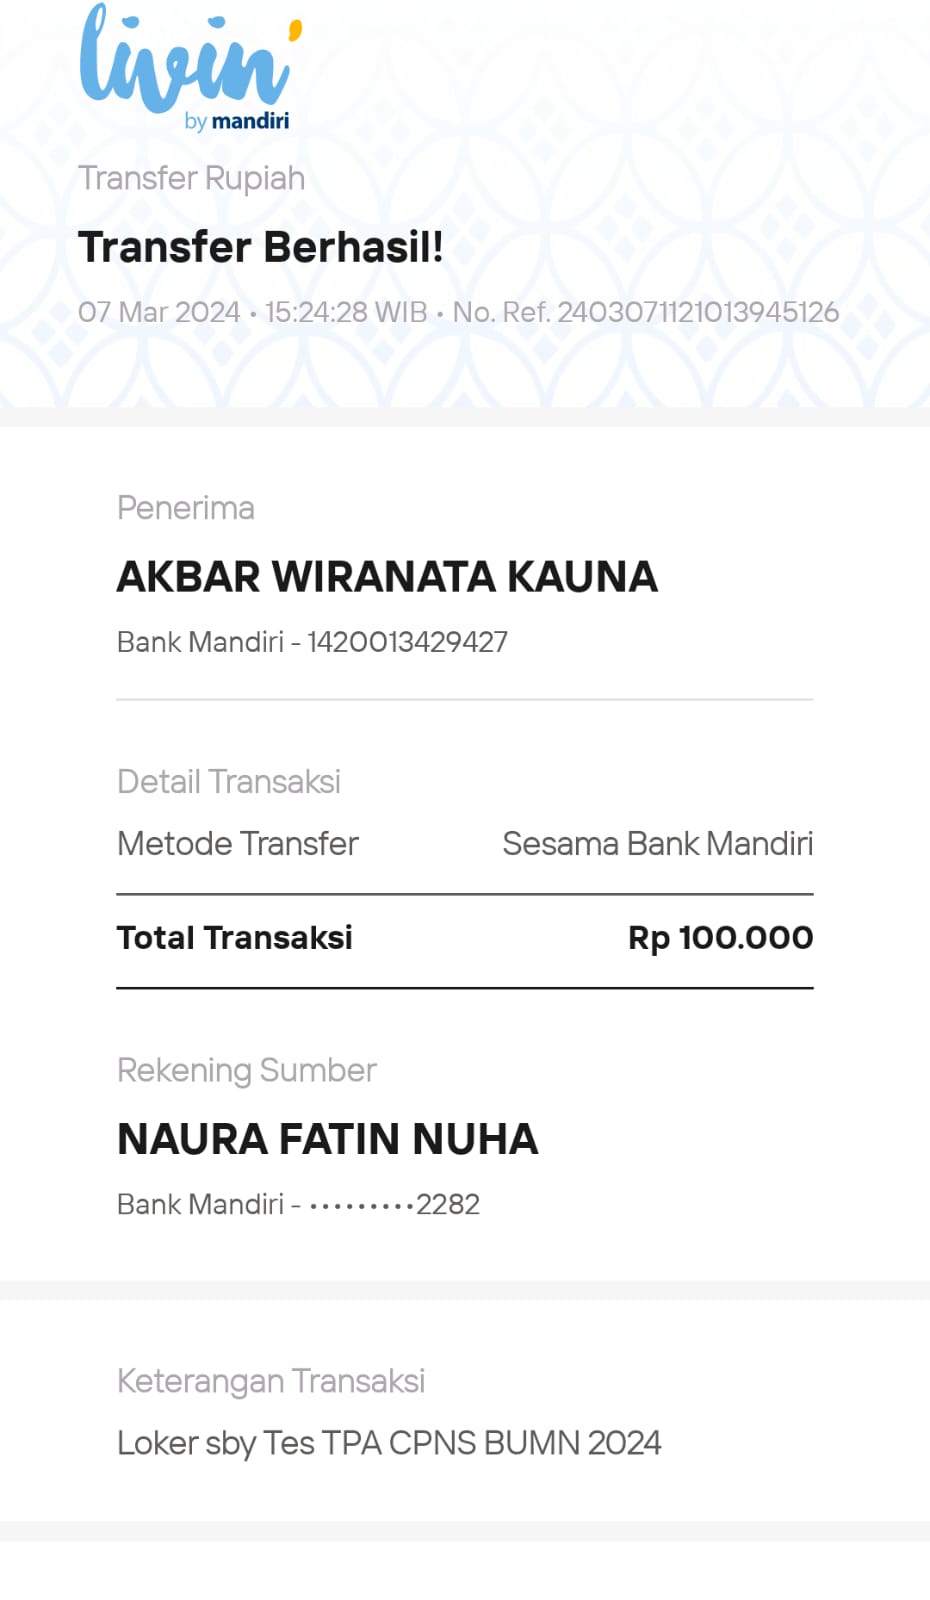 livin'
by mandiri
Transfer Rupiah
Transfer Berhasil!
07 Mar 2024 • 15:24:28 WIB • No. Ref. 2403071121013945126
Penerima
AKBAR WIRANATA KAUNA
Bank Mandiri - 1420013429427
Detail Transaksi
Metode Transfer Sesama Bank Mandiri
Total Transaksi Rp 100.000
Rekening Sumber
NAURA FATIN NUHA
Bank Mandiri - •••••••••2282
Keterangan Transaksi
Loker sby Tes TPA CPNS BUMN 2024